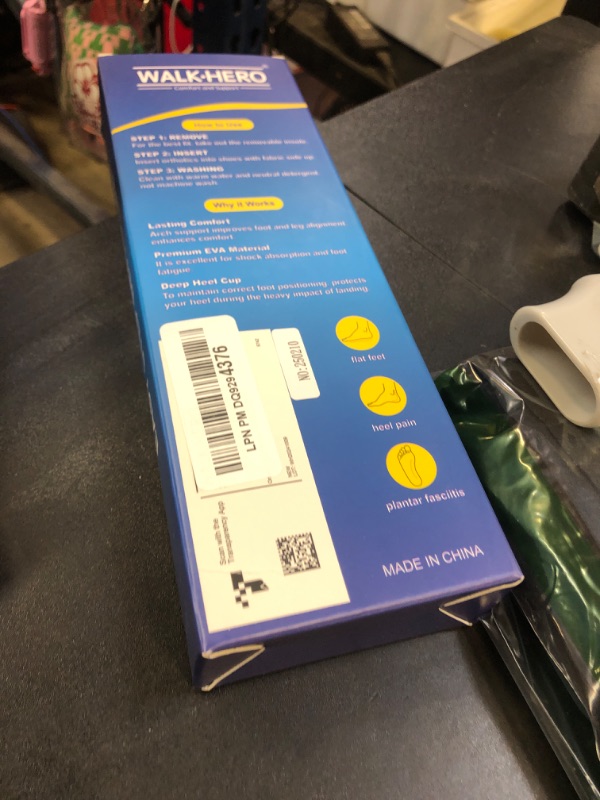 WALK·HERO
Comfort and Support
How to Use
STEP 1: REMOVE
For the best fit, take out the removable insole
STEP 2: INSERT
Insert orthotics into shoes with fabric side up
STEP 3: WASHING
Clean with warm water and neutral detergent,
not machine wash
Why it Works
Lasting Comfort
Arch support improves foot and leg alignment
enhances comfort
Premium EVA Material
It is excellent for shock absorption and foot
fatigue
Deep Heel Cup
To maintain correct foot positioning protects
your heel during the heavy impact of landing
LPN PM DQ929 4376
NO:250210
Scan with the
Transparency App
flat feet
heel pain
plantar fasciitis
MADE IN CHINA